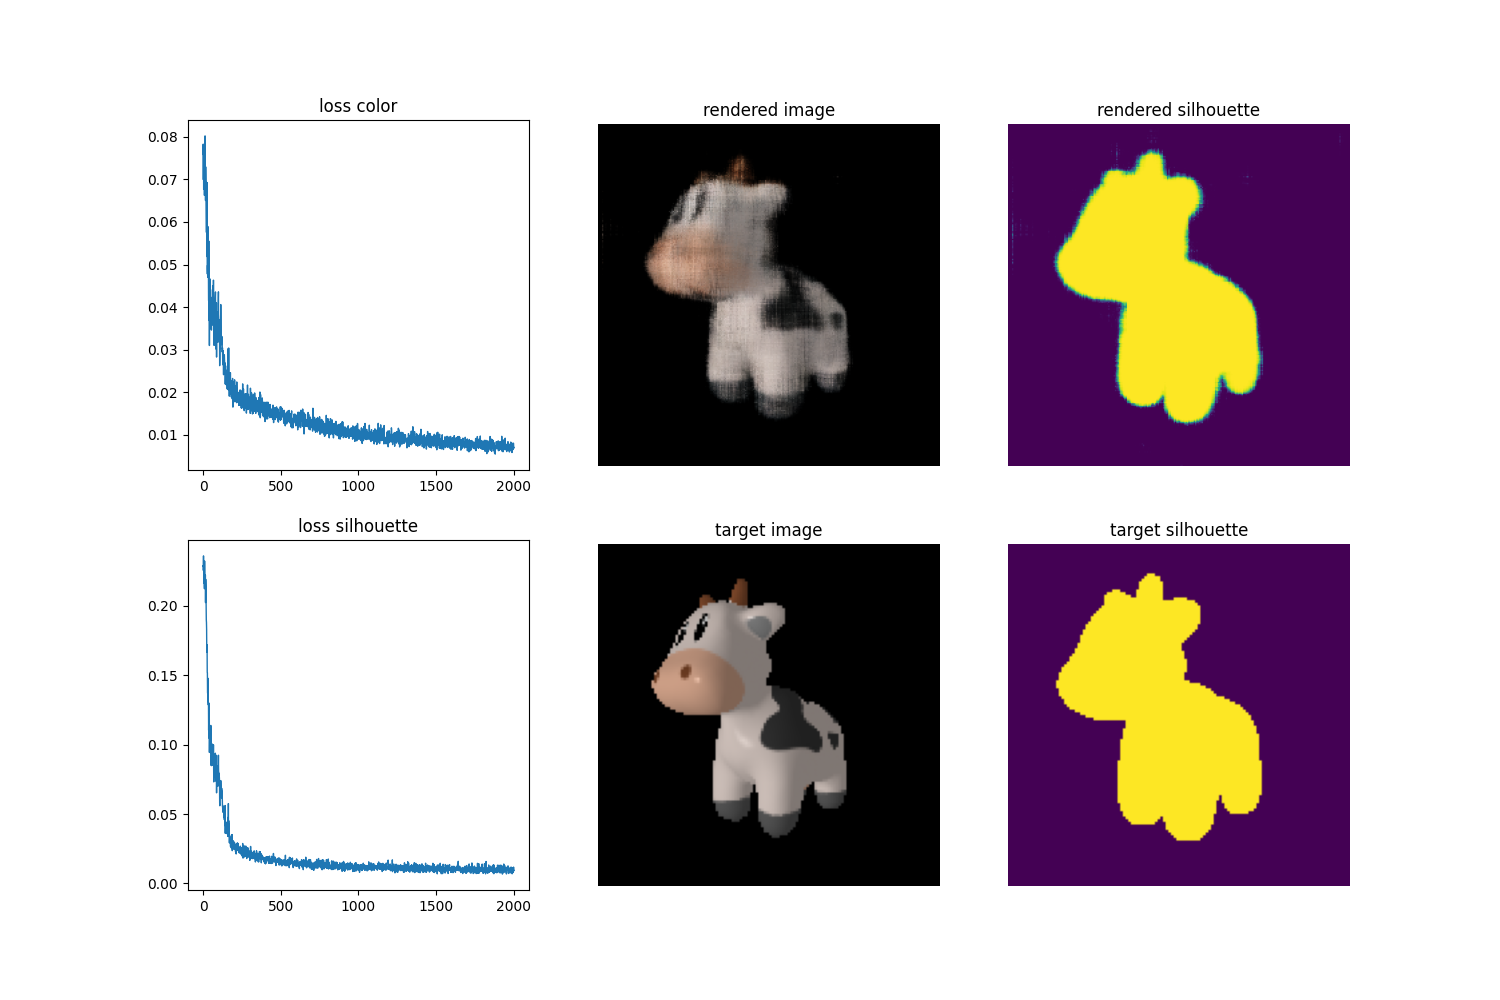 loss color
0.08
0.07
0.06
0.05
0.04
0.03
0.02
0.01
0 500 1000 1500 2000
rendered image
rendered silhouette
loss silhouette
0.20
0.15
0.10
0.05
0.00
0 500 1000 1500 2000
target image
target silhouette